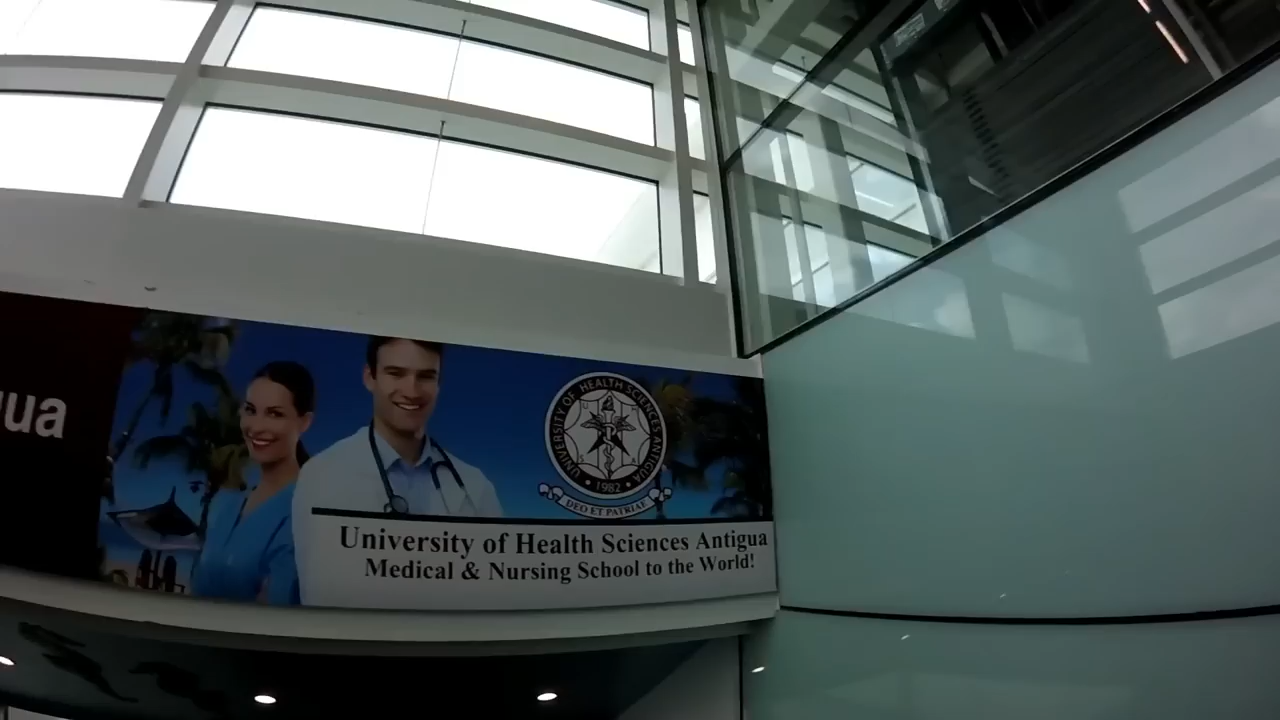 ua
UNIVERSITY OF HEALTH SCIENCES ANTIGUA
U
S
A
• 1982 •
DEO ET PATRIAE
University of Health Sciences Antigua
Medical & Nursing School to the World!